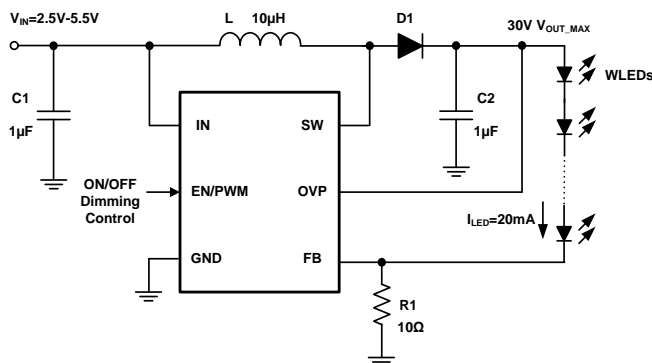 V_IN=2.5V-5.5V
L 10µH
D1
30V V_OUT_MAX
C1
1µF
C2
1µF
WLEDs
IN
SW
ON/OFF
Dimming
Control
EN/PWM
OVP
I_LED=20mA
GND
FB
R1
10Ω